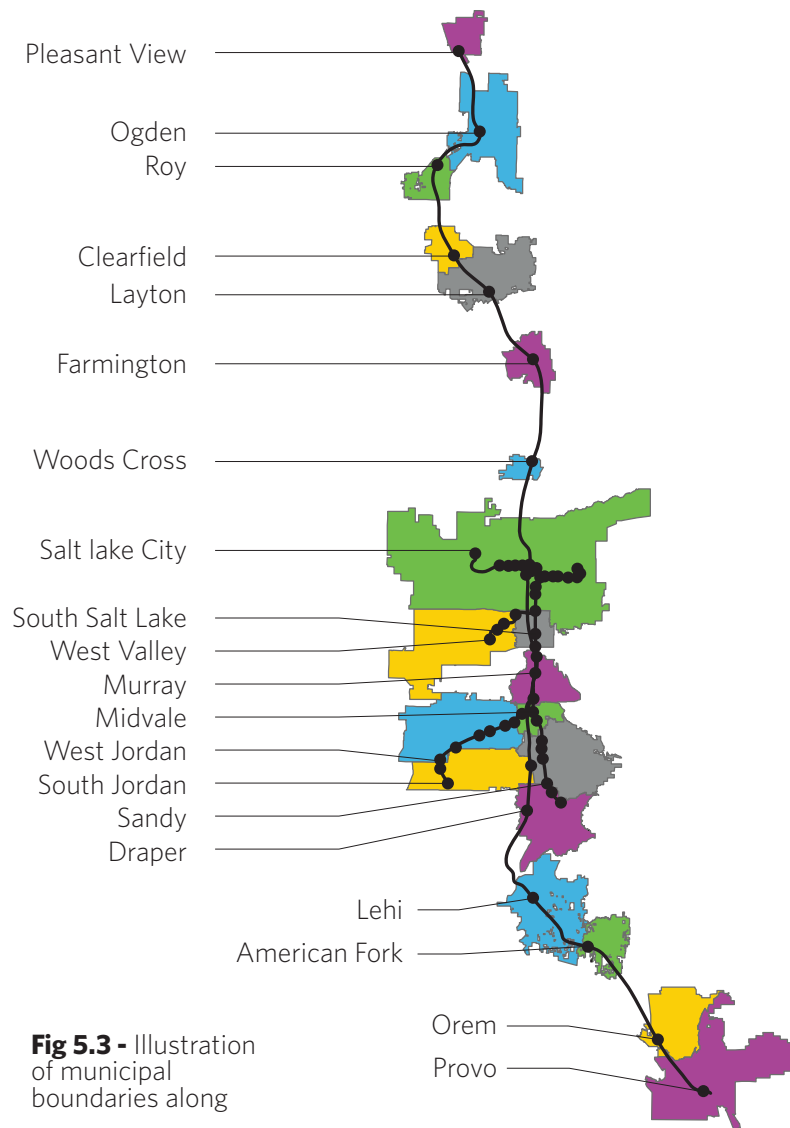 Pleasant View
Ogden
Roy
Clearfield
Layton
Farmington
Woods Cross
Salt lake City
South Salt Lake
West Valley
Murray
Midvale
West Jordan
South Jordan
Sandy
Draper
Lehi
American Fork
Orem
Provo
Fig 5.3 - Illustration
of municipal
boundaries along